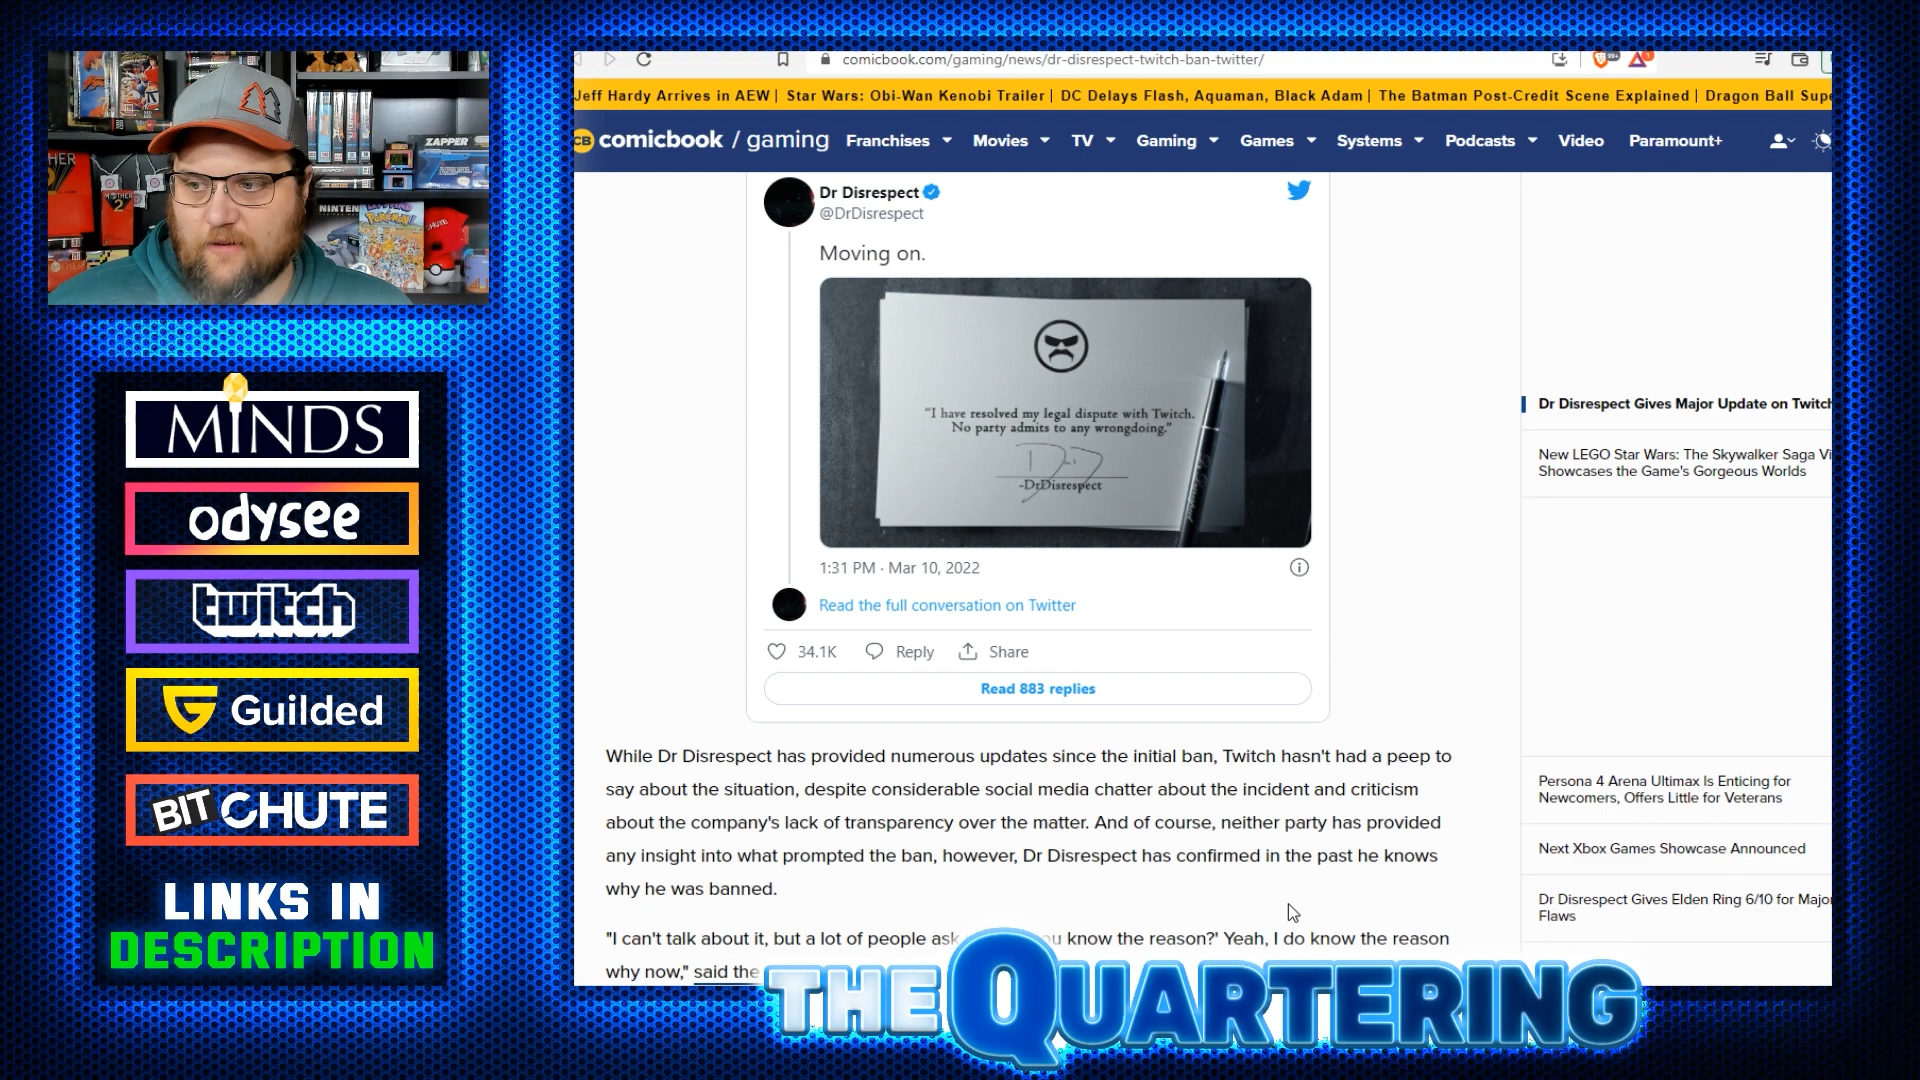 comicbook.com/gaming/news/dr-disrespect-twitch-ban-twitter/
Jeff Hardy Arrives in AEW | Star Wars: Obi-Wan Kenobi Trailer | DC Delays Flash, Aquaman, Black Adam | The Batman Post-Credit Scene Explained | Dragon Ball Supe
CB comicbook / gaming Franchises Movies TV Gaming Games Systems Podcasts Video Paramount+
Dr Disrespect
@DrDisrespect
Moving on.
"I have resolved my legal dispute with Twitch.
No party admits to any wrongdoing."
-DrDisrespect
1:31 PM · Mar 10, 2022
Read the full conversation on Twitter
34.1K Reply Share
Read 883 replies
While Dr Disrespect has provided numerous updates since the initial ban, Twitch hasn't had a peep to
say about the situation, despite considerable social media chatter about the incident and criticism
about the company's lack of transparency over the matter. And of course, neither party has provided
any insight into what prompted the ban, however, Dr Disrespect has confirmed in the past he knows
why he was banned.
"I can't talk about it, but a lot of people ask u know the reason?' Yeah, I do know the reason
why now," said the
Dr Disrespect Gives Major Update on Twitch
New LEGO Star Wars: The Skywalker Saga Vi
Showcases the Game's Gorgeous Worlds
Persona 4 Arena Ultimax Is Enticing for
Newcomers, Offers Little for Veterans
Next Xbox Games Showcase Announced
Dr Disrespect Gives Elden Ring 6/10 for Major
Flaws
ZAPPER
MOTHER
2
NINTEN
Pokémon
CHUTE
MINDS
odysee
twitch
Guilded
BITCHUTE
LINKS IN
DESCRIPTION
THE QUARTERING